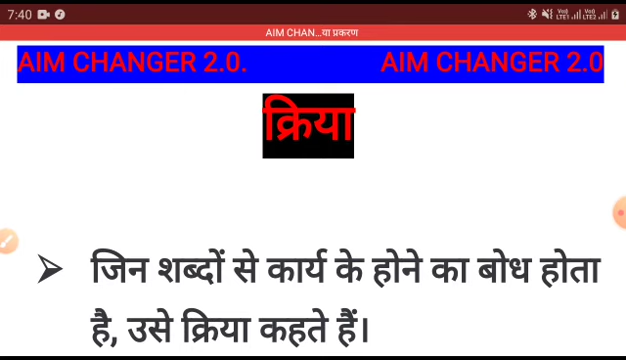 7:40
AIM CHAN...या प्रकरण
AIM CHANGER 2.0. AIM CHANGER 2.0
क्रिया
➤ जिन शब्दों से कार्य के होने का बोध होता
है, उसे क्रिया कहते हैं।